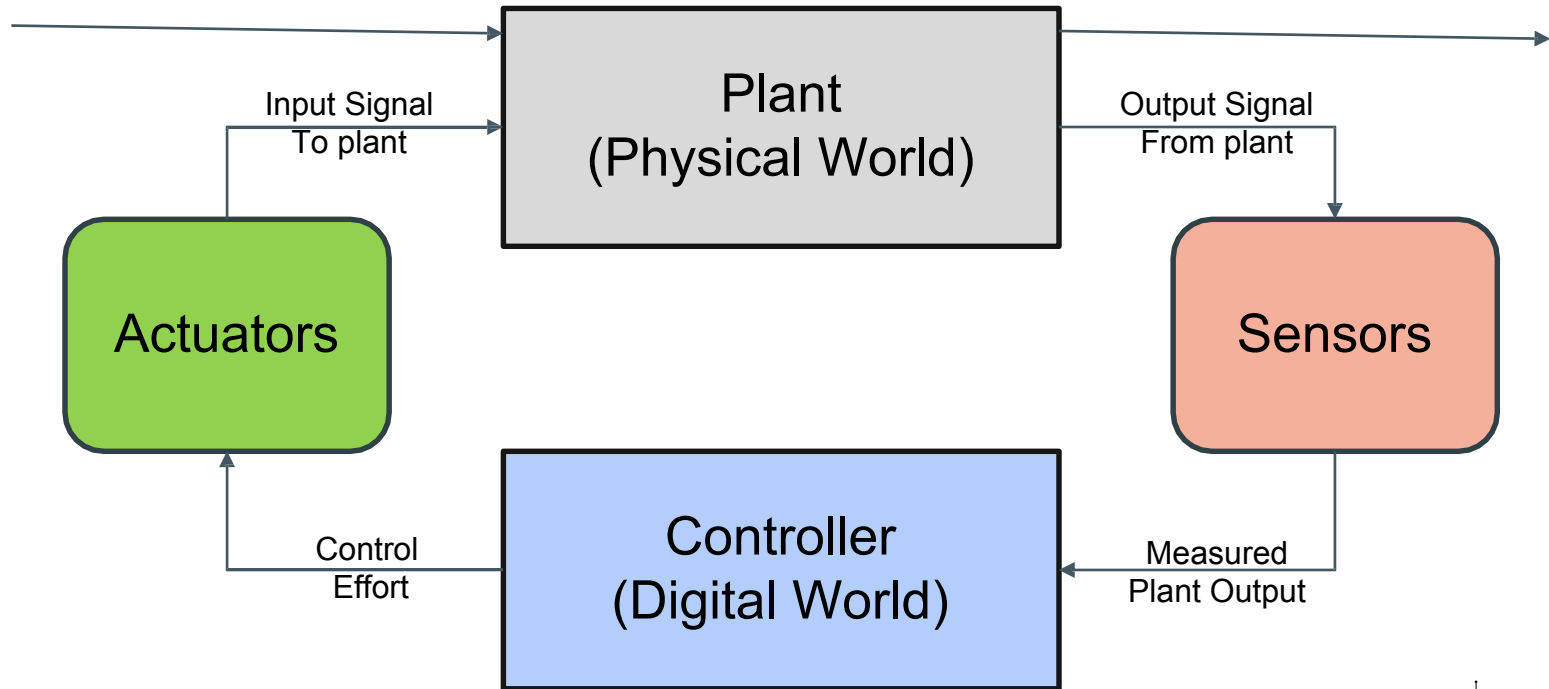 Plant
(Physical World)
Input Signal
To plant
Output Signal
From plant
Actuators
Sensors
Controller
(Digital World)
Control
Effort
Measured
Plant Output